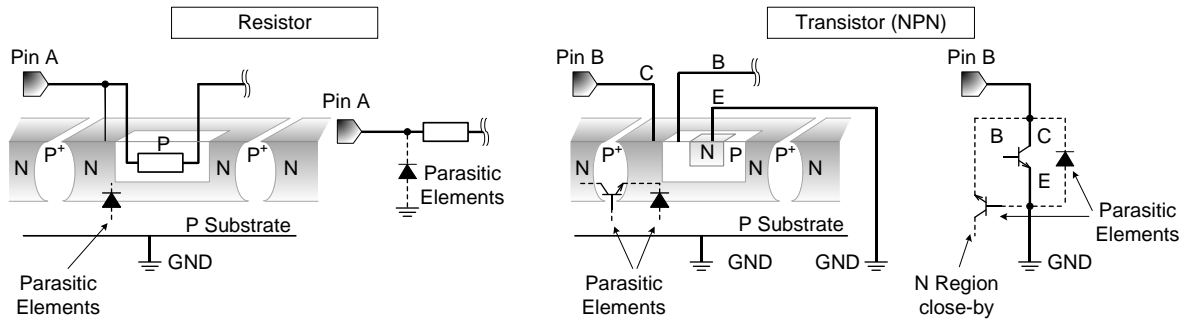 Resistor
Transistor (NPN)
Pin A
Pin A
N
P+
N
P
P+
N
N
Parasitic
Elements
P Substrate
GND
Parasitic
Elements
Pin B
C
B
E
N
P+
N
N
P
P+
N
N
P Substrate
GND
GND
Parasitic
Elements
Pin B
B
C
E
Parasitic
Elements
GND
N Region
close-by